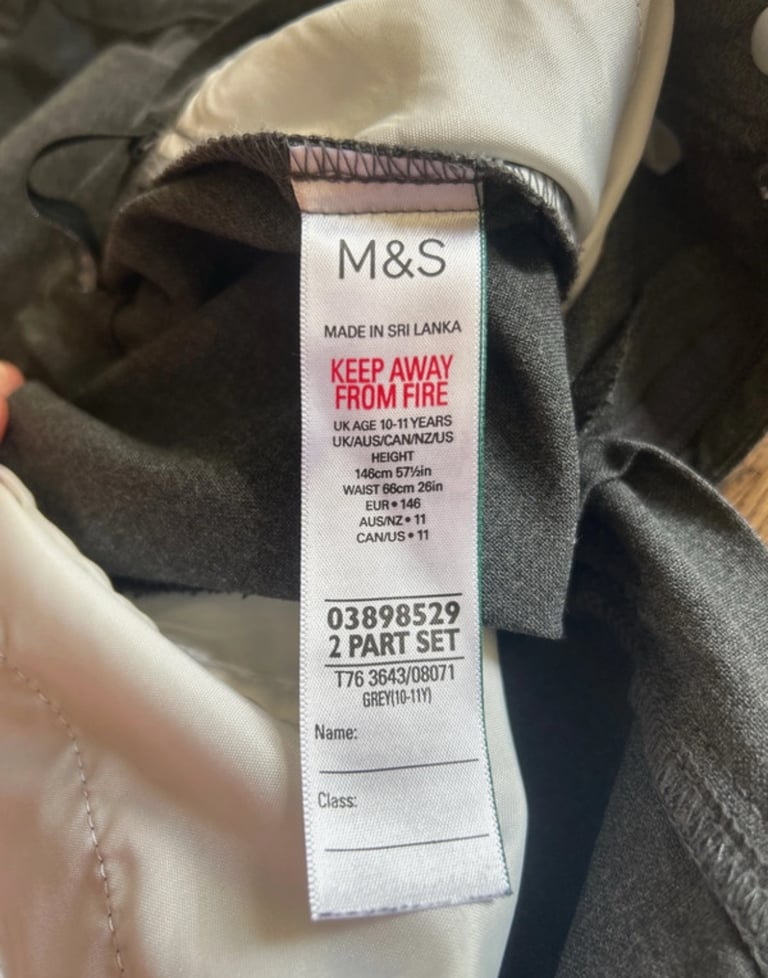 M&S
MADE IN SRI LANKA
KEEP AWAY
FROM FIRE
UK AGE 10-11 YEARS
UK/AUS/CAN/NZ/US
HEIGHT
146cm 57½in
WAIST 66cm 26in
EUR • 146
AUS/NZ • 11
CAN/US • 11
03898529
2 PART SET
T76 3643/08071
GREY(10-11Y)
Name:
Class: